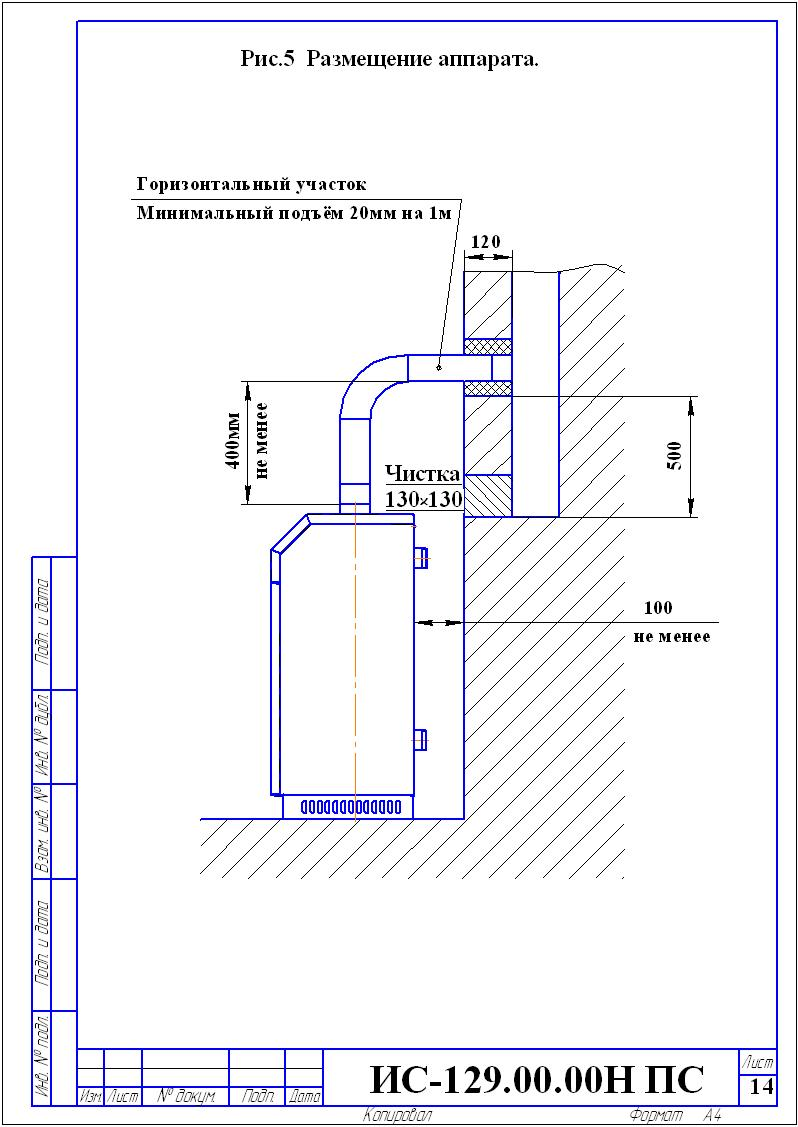 Рис.5 Размещение аппарата.
Горизонтальный участок
Минимальный подъём 20мм на 1м
120
400мм
не менее
500
Чистка
130×130
100
не менее
Подп. и дата
Инв. № дубл.
Взам. инв. №
Подп. и дата
Инв. № подл.
Изм.
Лист
№ докум.
Подп.
Дата
ИС-129.00.00Н ПС
Лист
14
Копировал
Формат А4